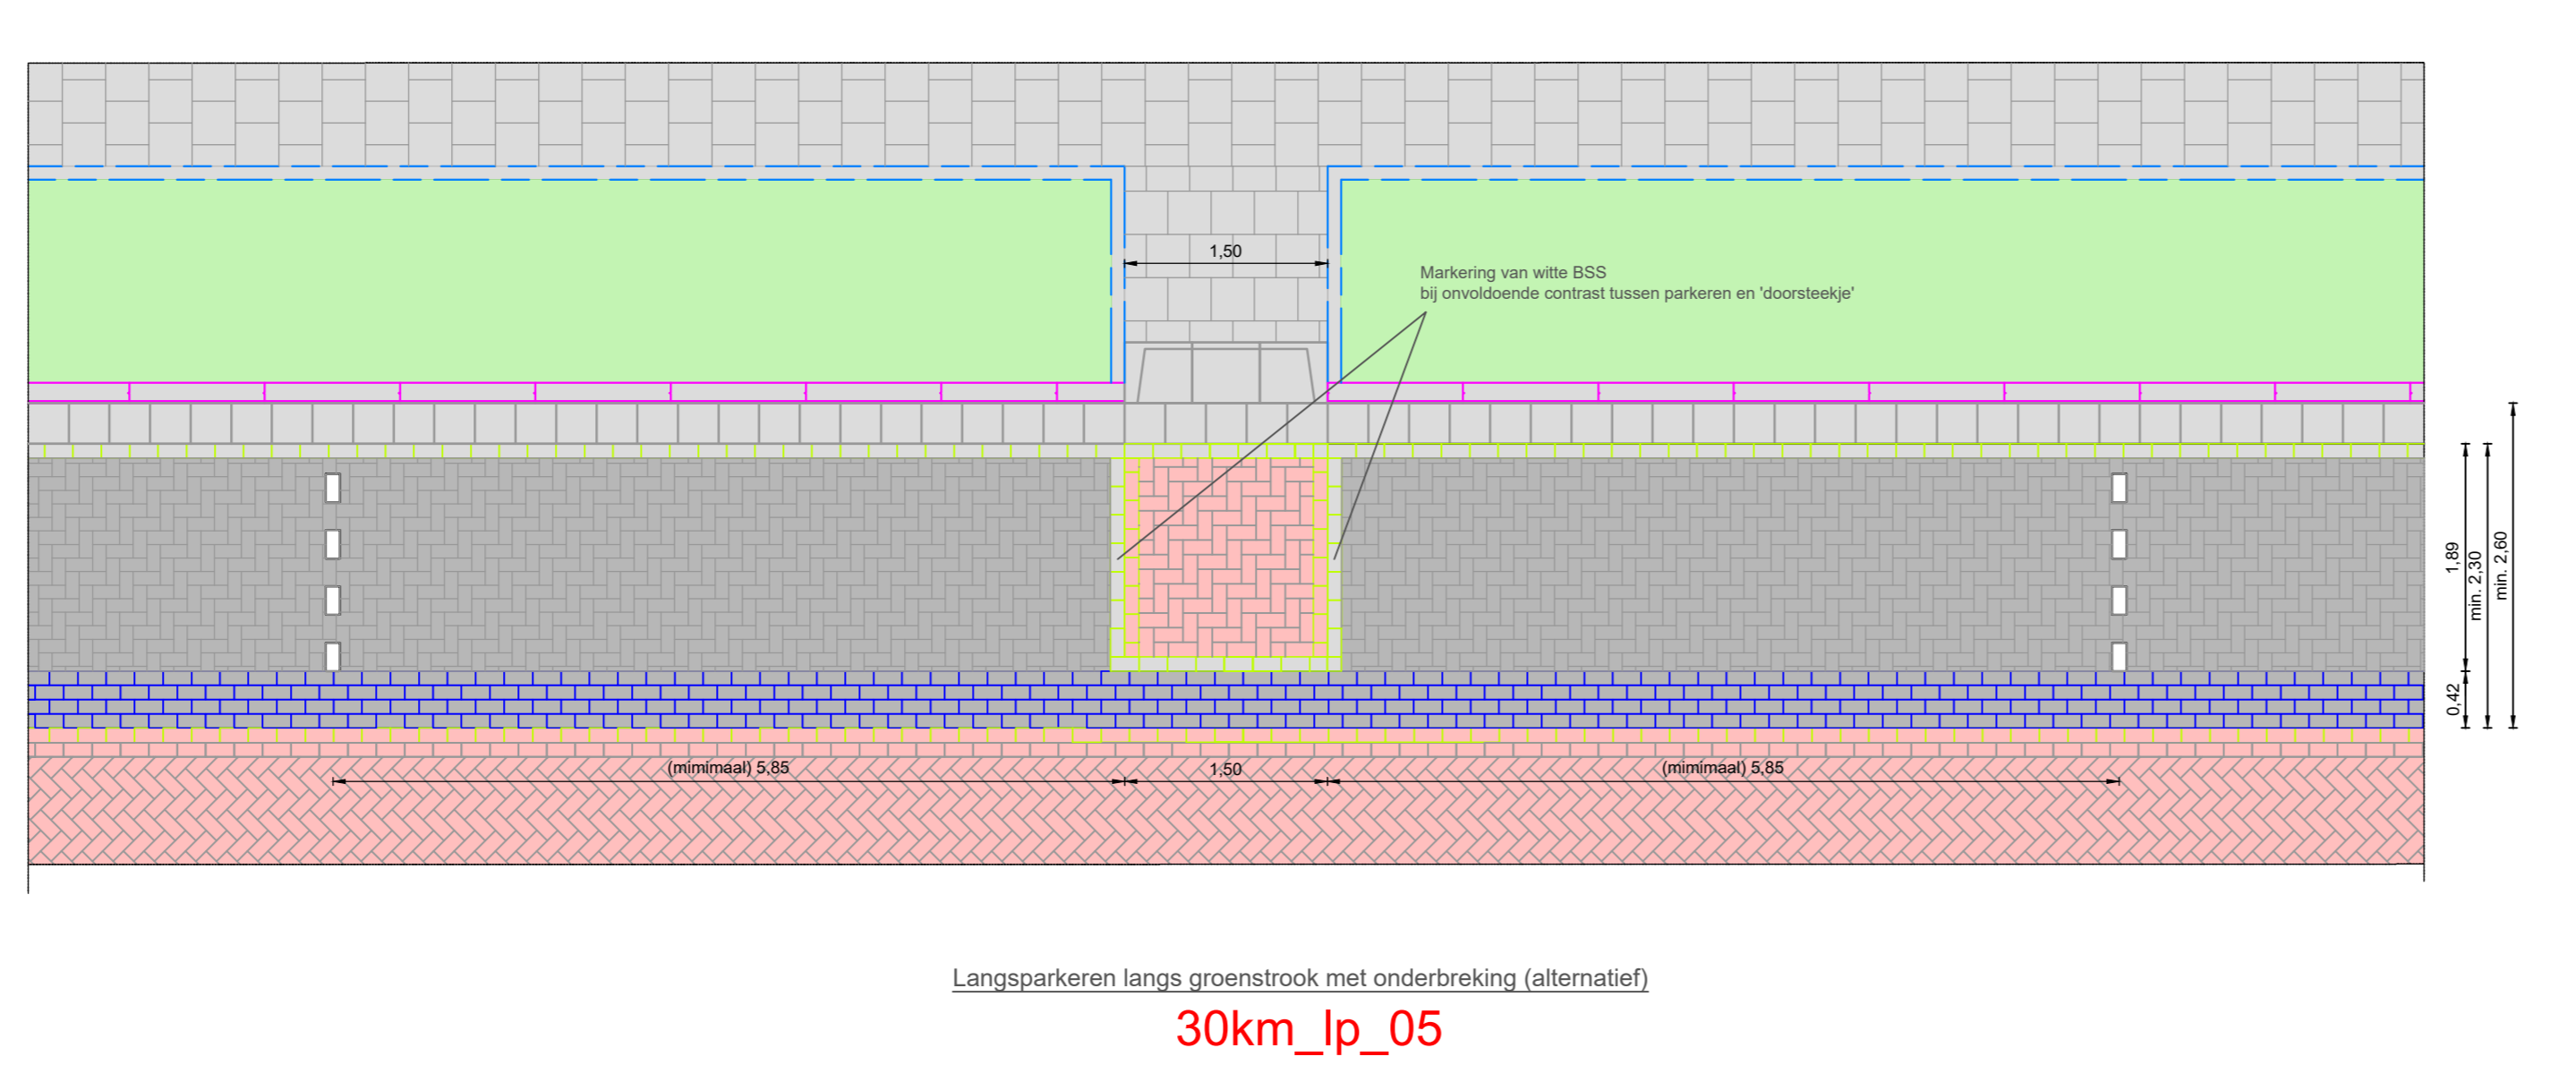 1,50
Markering van witte BSS
bij onvoldoende contrast tussen parkeren en 'doorsteekje'
1,89
min. 2,30
min. 2,60
0,42
(mimimaal) 5,85
1,50
(mimimaal) 5,85
Langsparkeren langs groenstrook met onderbreking (alternatief)
30km_lp_05